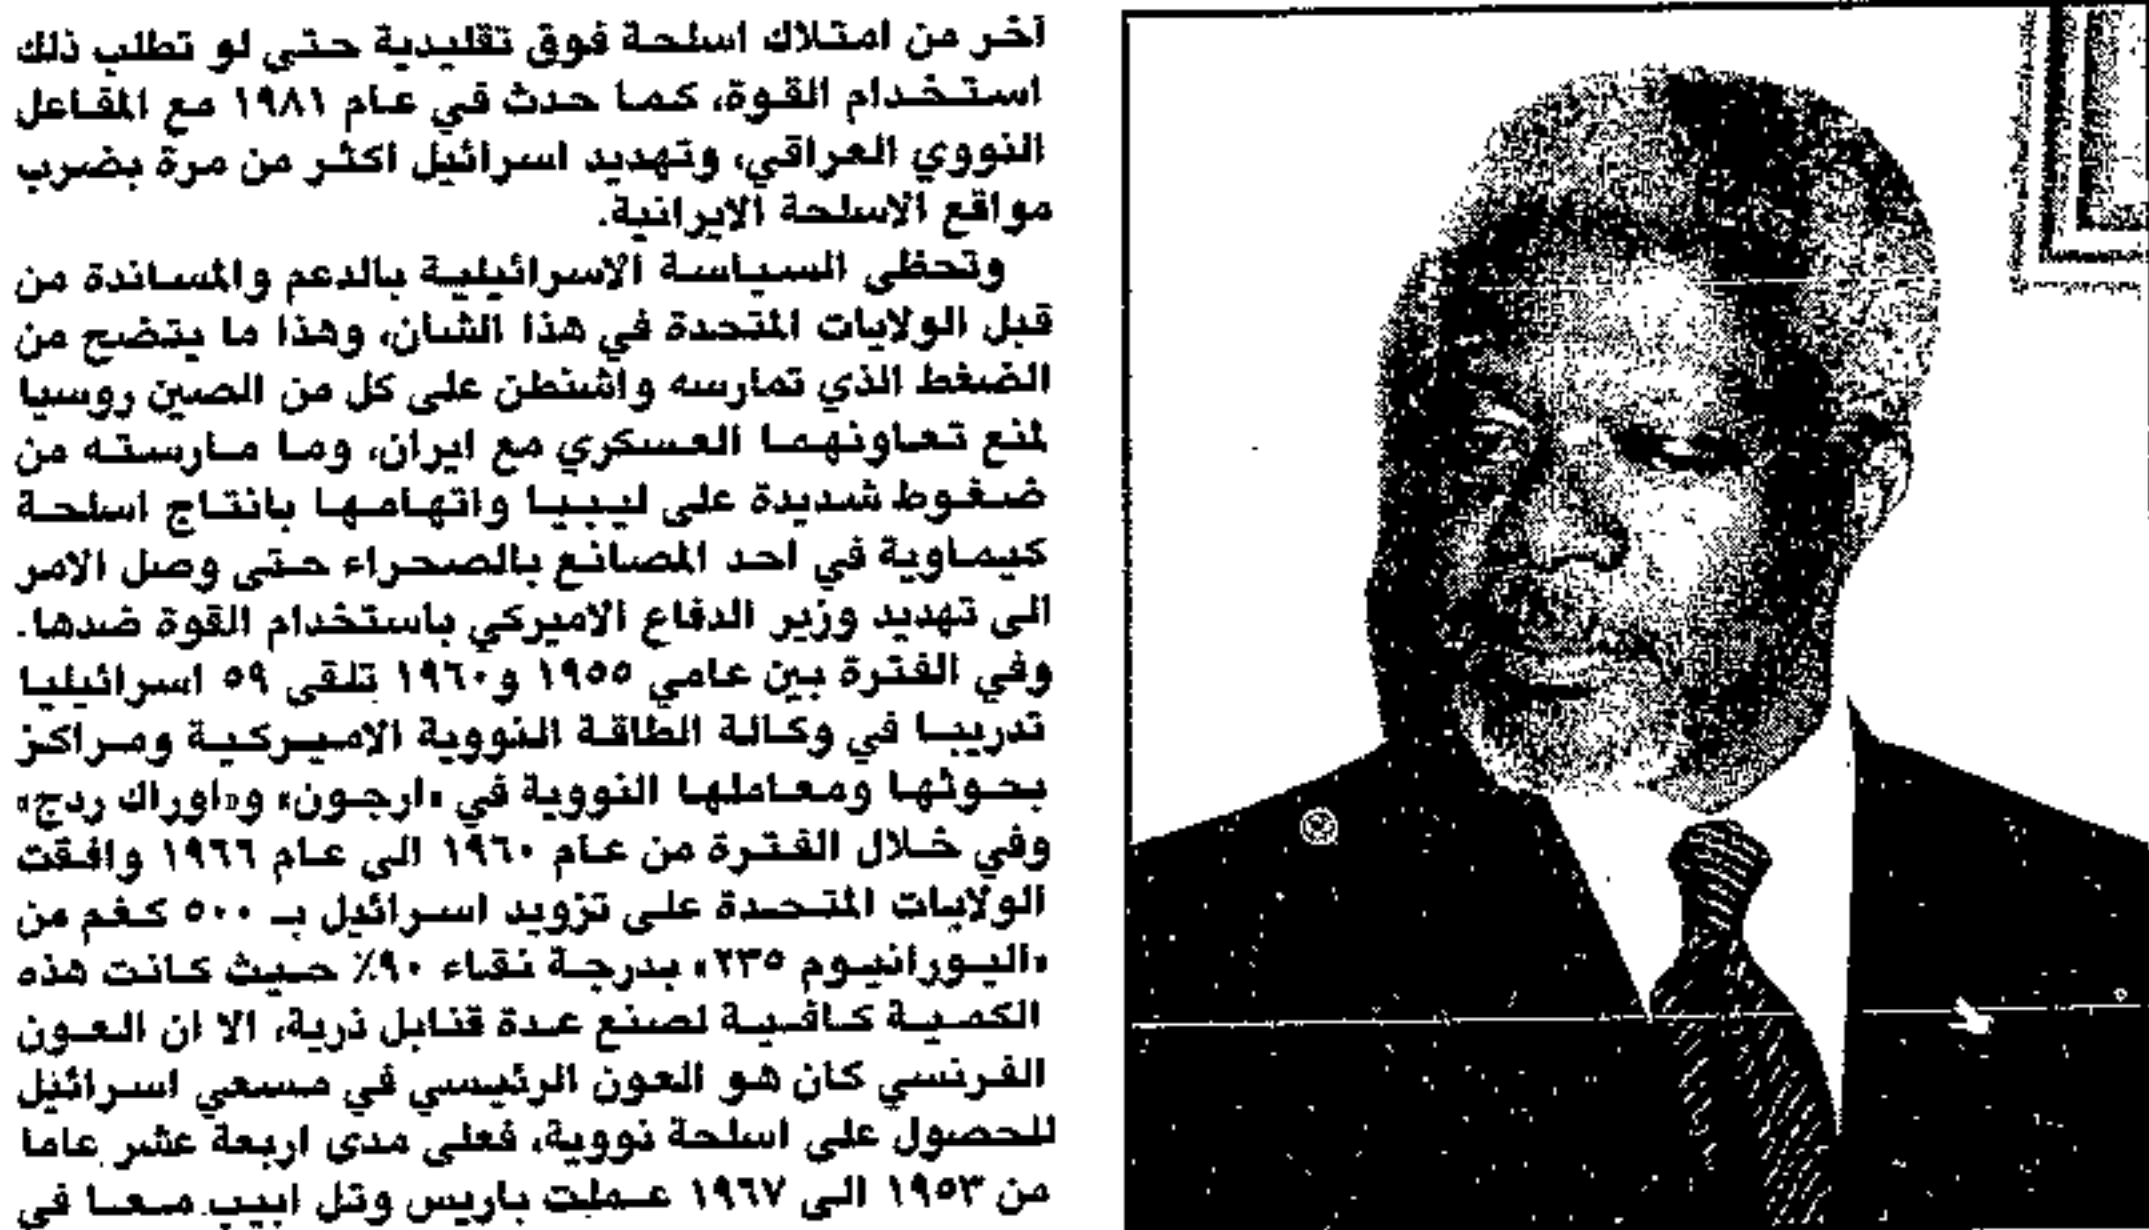 آخر من امتلاك اسلحة فوق تقليدية حتى لو تطلب ذلك
استخدام القوة، كما حدث في عام ١٩٨١ مع المفاعل
النووي العراقي، وتهديد اسرائيل اكثر من مرة بضرب
مواقع الاسلحة الايرانية.
وتحظى السياسة الاسرائيلية بالدعم والمساندة من
قبل الولايات المتحدة في هذا الشان، وهذا ما يتضح من
الضغط الذي تمارسه واشنطن على كل من الصين روسيا
لمنع تعاونهما العسكري مع ايران، وما مارسته من
ضغوط شديدة على ليبيا واتهامها بانتاج اسلحة
كيماوية في احد المصانع بالصحراء حتى وصل الامر
الى تهديد وزير الدفاع الاميركي باستخدام القوة ضدها.
وفي الفترة بين عامي ١٩٥٥ و١٩٦٠ تلقى ٥٩ اسرائيليا
تدريبا في وكالة الطاقة النووية الاميركية ومراكز
بحوثها ومعاملها النووية في «ارجون» و«اوراك ردج»
وفي خلال الفترة من عام ١٩٦٠ الى عام ١٩٦٦ وافقت
الولايات المتحدة على تزويد اسرائيل بـ ٥٠٠ كغم من
«اليورانيوم ٢٣٥» بدرجة نقاء ٩٠٪ حيث كانت هذه
الكمية كافية لصنع عدة قنابل ذرية، الا ان العون
الفرنسي كان هو العون الرئيسي في مسعي اسرائيل
للحصول على اسلحة نووية، فعلى مدى اربعة عشر عاما
من ١٩٥٣ الى ١٩٦٧ عملت باريس وتل ابيب معا في